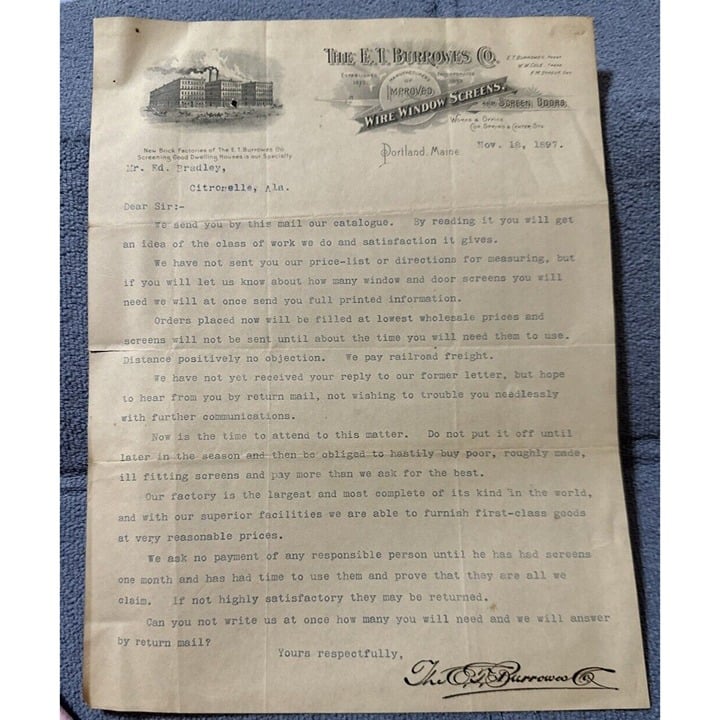 The E. T. Burrowes Co.
E. T. Burrowes, Prest.
Established 1873.
Manufacturers of
Incorporated
Improved
Wire Window Screens,
and Screen Doors.
Works & Office
Cor. Spring & Center Sts
New Brick Factories of The E. T. Burrowes Co.
Screening Good Dwelling Houses is our Specialty
Portland, Maine Nov. 18, 1897.
Mr. Ed. Bradley,
Citronelle, Ala.
Dear Sir:-
We send you by this mail our catalogue. By reading it you will get
an idea of the class of work we do and satisfaction it gives.
We have not sent you our price-list or directions for measuring, but
if you will let us know about how many window and door screens you will
need we will at once send you full printed information.
Orders placed now will be filled at lowest wholesale prices and
screens will not be sent until about the time you will need them to use.
Distance positively no objection. We pay railroad freight.
We have not yet received your reply to our former letter, but hope
to hear from you by return mail, not wishing to trouble you needlessly
with further communications.
Now is the time to attend to this matter. Do not put it off until
later in the season and then be obliged to hastily buy poor, roughly made,
ill fitting screens and pay more than we ask for the best.
Our factory is the largest and most complete of its kind in the world,
and with our superior facilities we are able to furnish first-class goods
at very reasonable prices.
We ask no payment of any responsible person until he has had screens
one month and has had time to use them and prove that they are all we
claim. If not highly satisfactory they may be returned.
Can you not write us at once how many you will need and we will answer
by return mail?
Yours respectfully,
The E. T. Burrowes Co